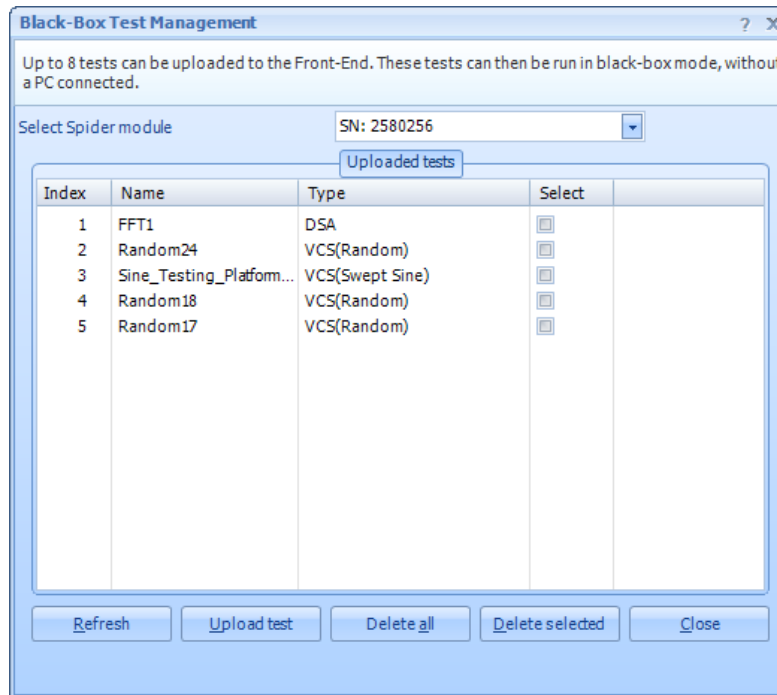 Black-Box Test Management
Up to 8 tests can be uploaded to the Front-End. These tests can then be run in black-box mode, without
a PC connected.
Select Spider module SN: 2580256
Uploaded tests
Index Name Type Select
1 FFT1 DSA
2 Random24 VCS(Random)
3 Sine_Testing_Platform... VCS(Swept Sine)
4 Random18 VCS(Random)
5 Random17 VCS(Random)
Refresh Upload test Delete all Delete selected Close